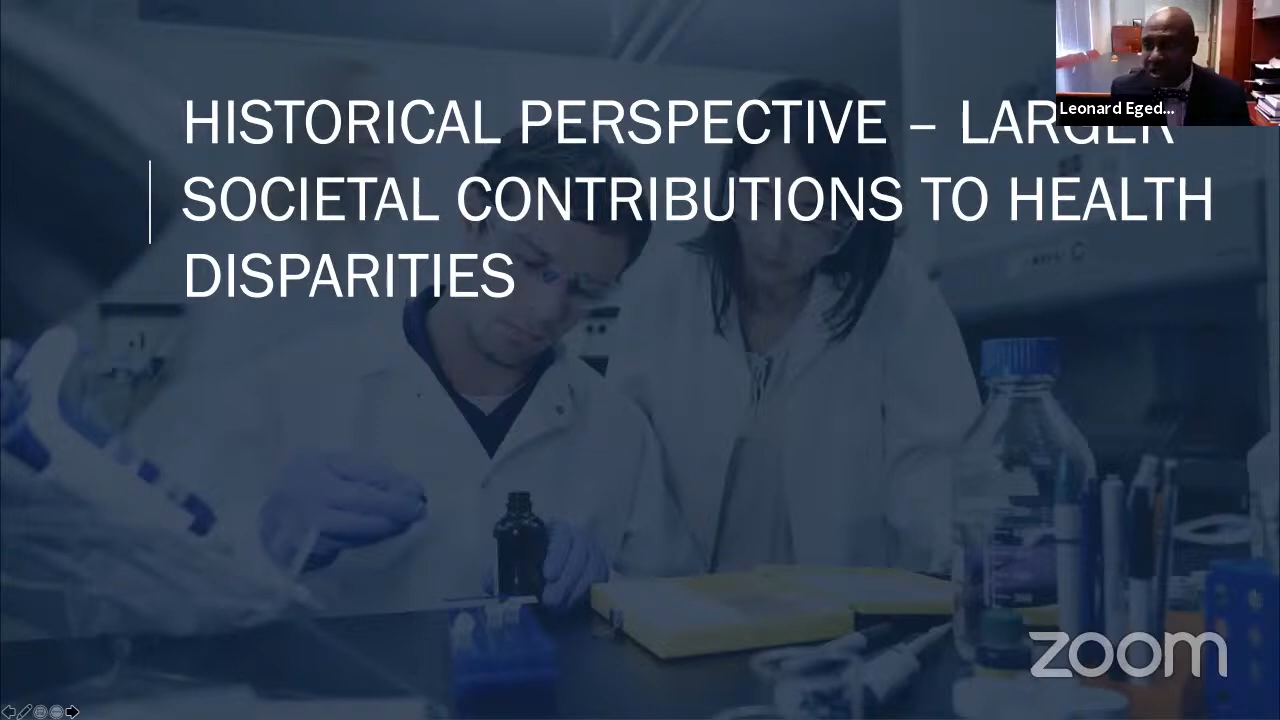 HISTORICAL PERSPECTIVE – LARGER
SOCIETAL CONTRIBUTIONS TO HEALTH
DISPARITIES
Leonard Eged...
zoom